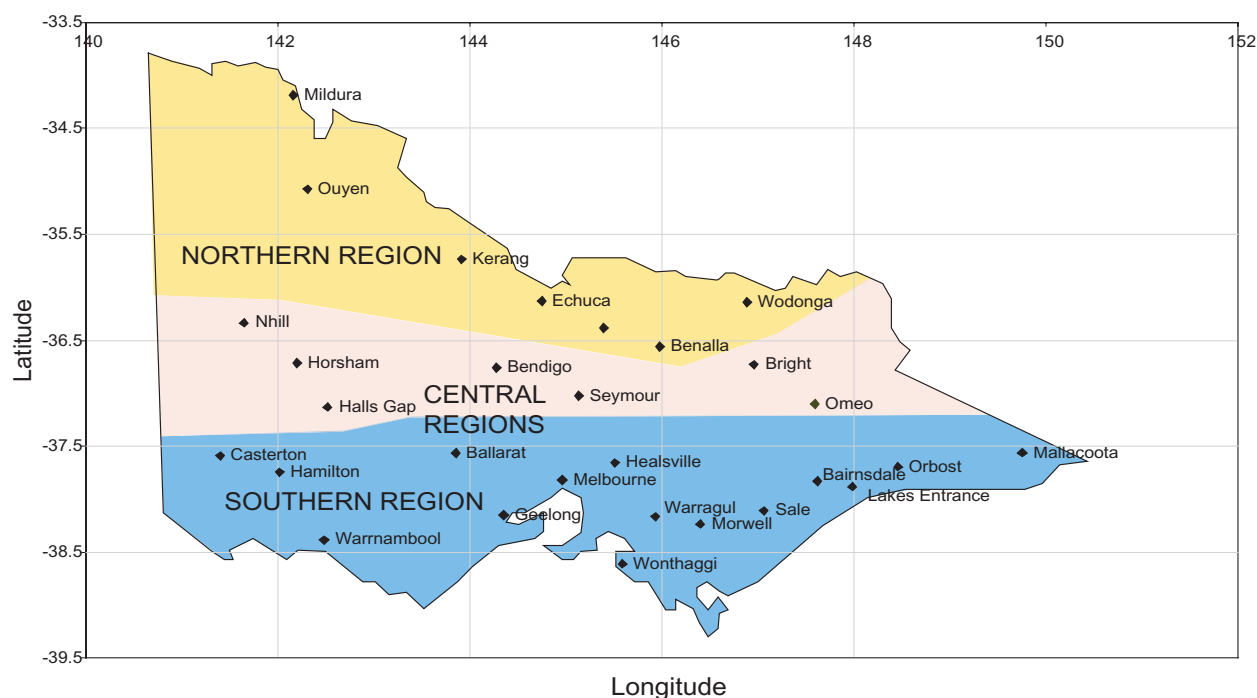 -33.5
140
142
144
146
148
150
152
Mildura
-34.5
Ouyen
-35.5
NORTHERN REGION
Kerang
Echuca
Wodonga
Nhill
-36.5
Benalla
Horsham
Bendigo
Bright
CENTRAL
Seymour
Halls Gap
REGIONS
Omeo
-37.5
Casterton
Ballarat
Healsville
Mallacoota
Hamilton
Melbourne
Bairnsdale
Orbost
SOUTHERN REGION
Lakes Entrance
Geelong
Warragul
Sale
Morwell
Warrnambool
-38.5
Wonthaggi
-39.5
Latitude
Longitude